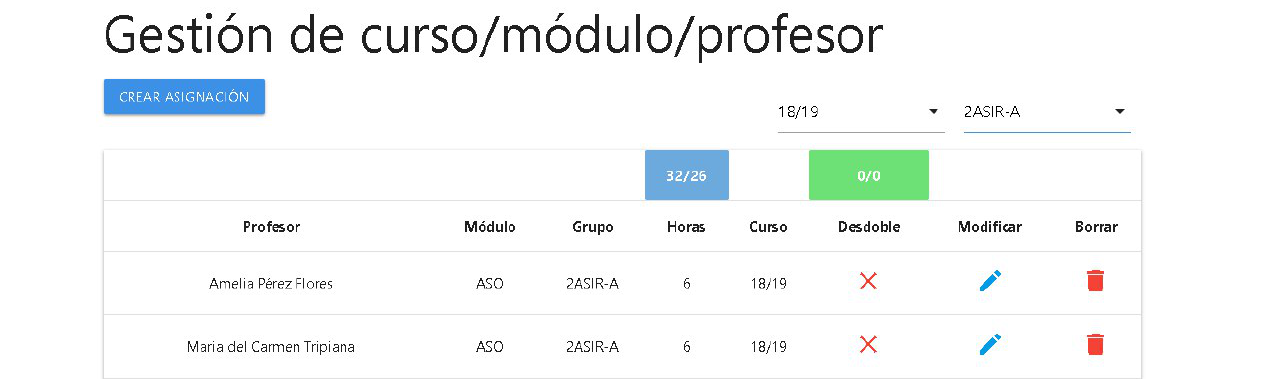 Gestión de curso/módulo/profesor
CREAR ASIGNACIÓN
18/19 2ASIR-A
32/26 0/0
Profesor Módulo Grupo Horas Curso Desdoble Modificar Borrar
Amelia Pérez Flores ASO 2ASIR-A 6 18/19
Maria del Carmen Tripiana ASO 2ASIR-A 6 18/19